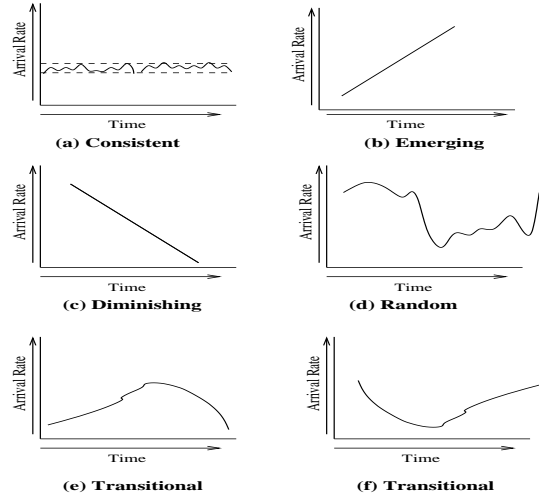 Arrival Rate
Time
(a) Consistent
Arrival Rate
Time
(b) Emerging
Arrival Rate
Time
(c) Diminishing
Arrival Rate
Time
(d) Random
Arrival Rate
Time
(e) Transitional
Arrival Rate
Time
(f) Transitional